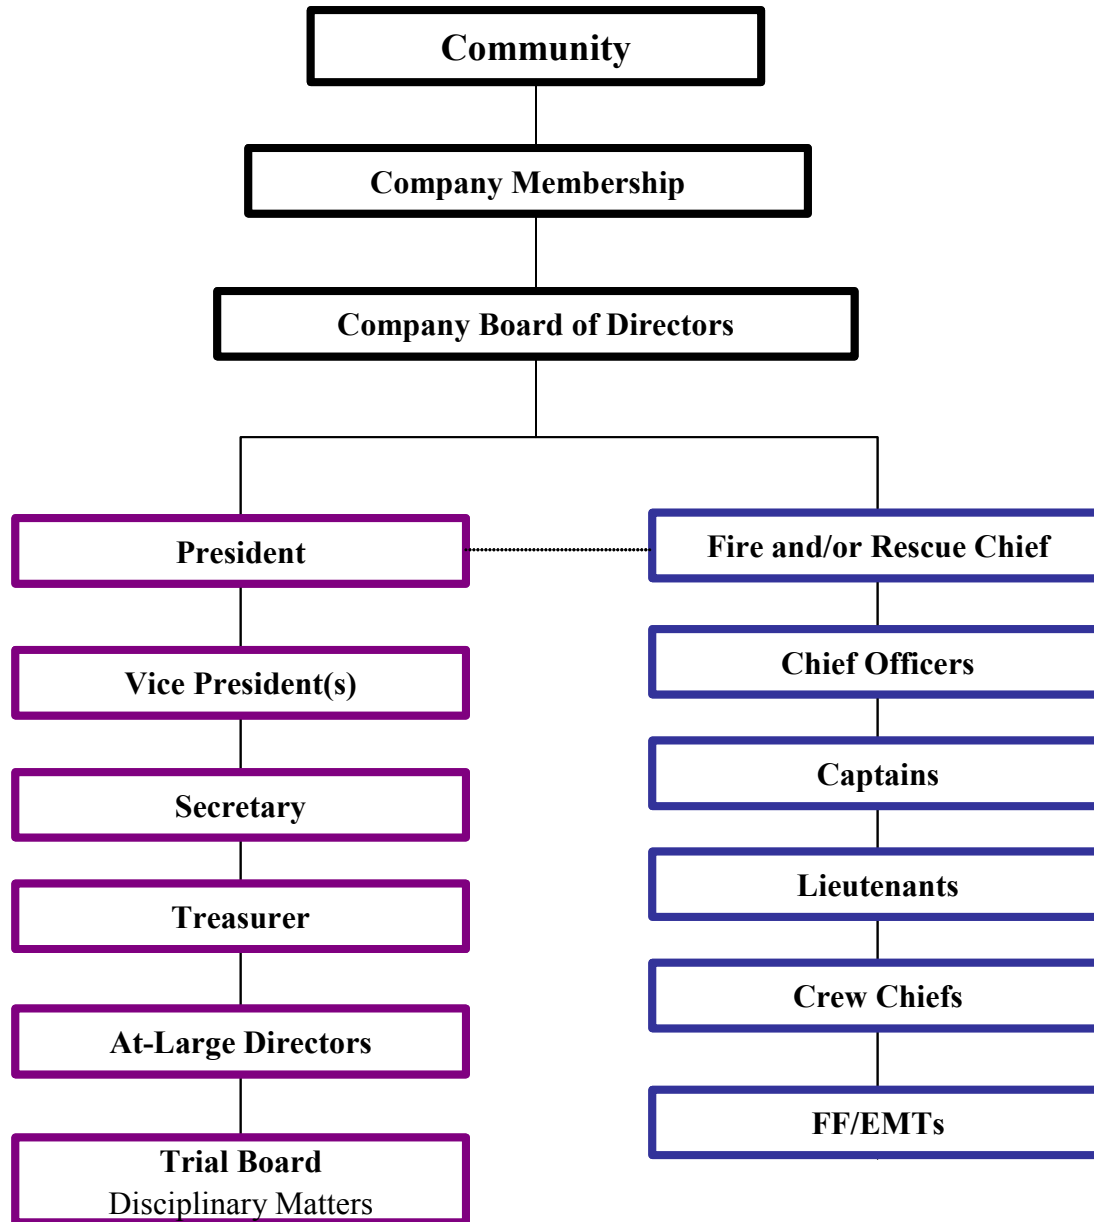 Community
Company Membership
Company Board of Directors
President
Fire and/or Rescue Chief
Vice President(s)
Chief Officers
Secretary
Captains
Treasurer
Lieutenants
At-Large Directors
Crew Chiefs
Trial Board
Disciplinary Matters
FF/EMTs